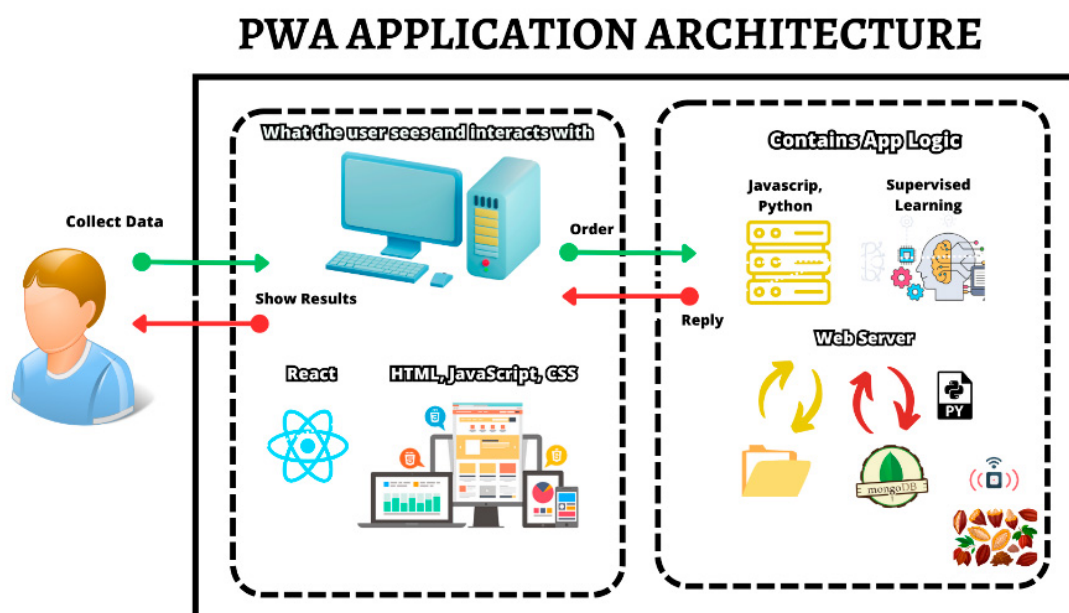 PWA APPLICATION ARCHITECTURE
What the user sees and interacts with
Contains App Logic
Javascrip,
Python
Supervised
Learning
Collect Data
Order
Show Results
Reply
Web Server
React
HTML, JavaScript, CSS
PY
mongoDB